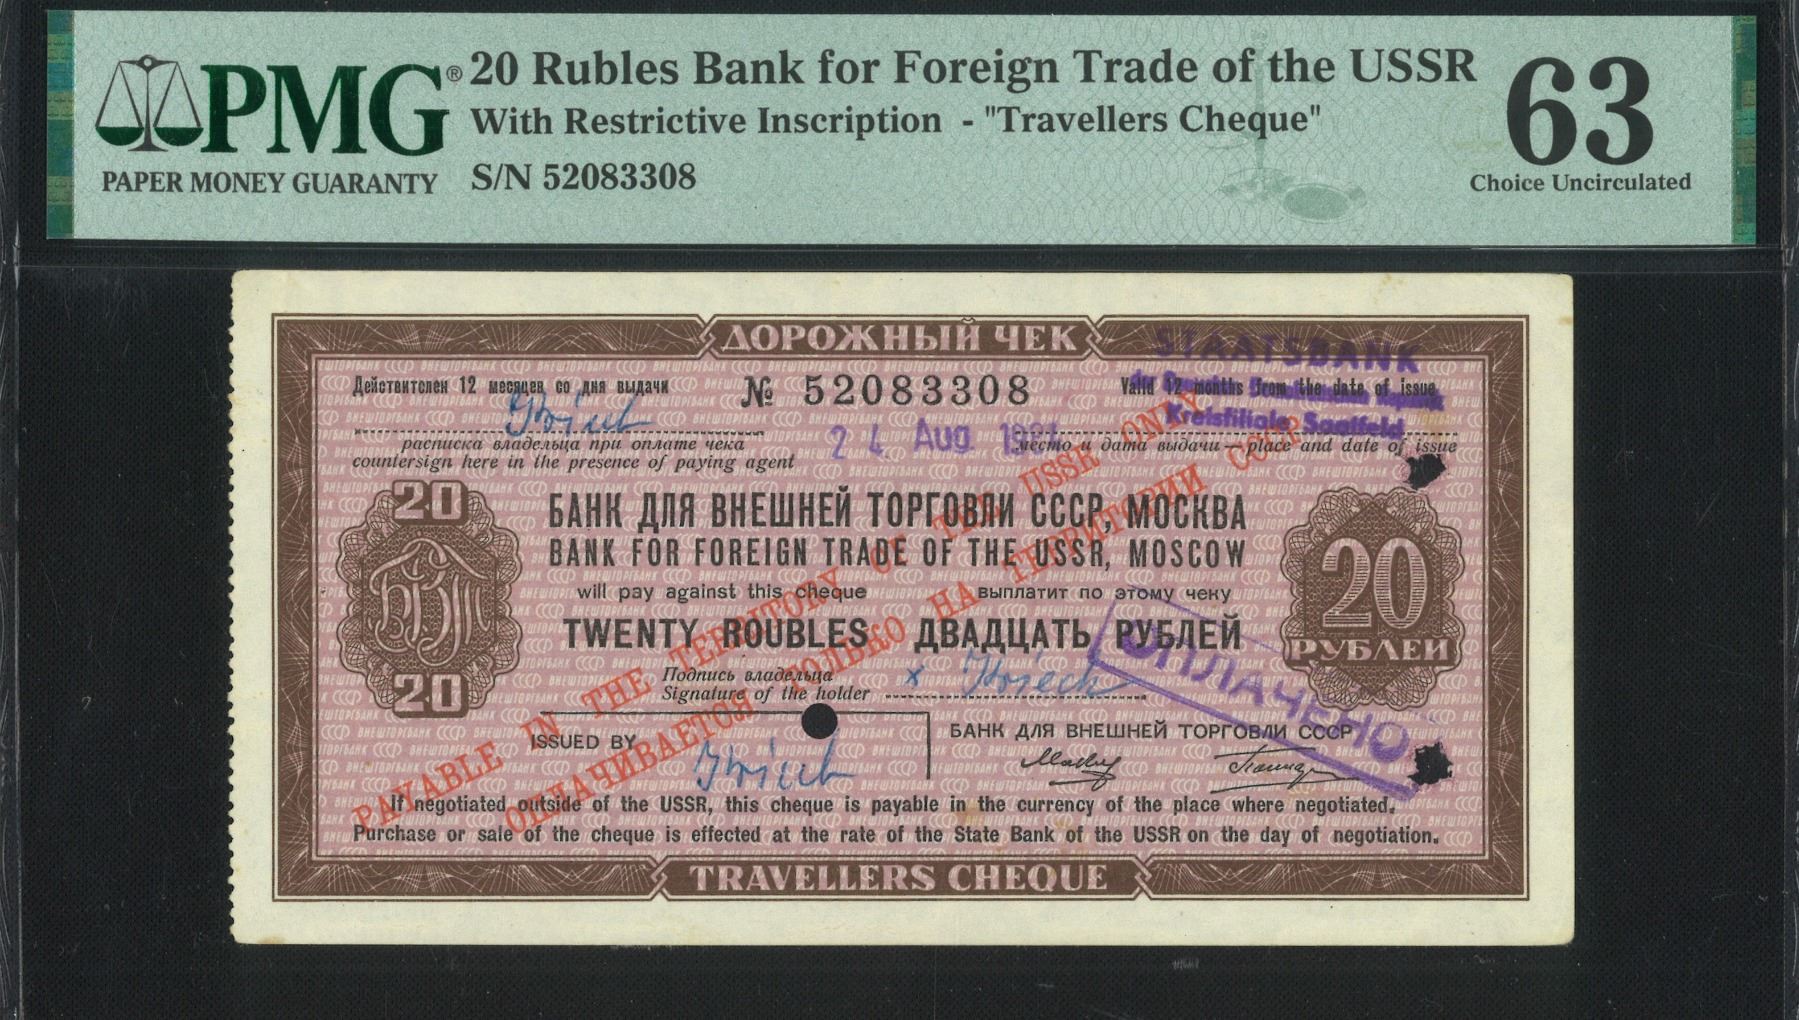 PMG®
PAPER MONEY GUARANTY
20 Rubles Bank for Foreign Trade of the USSR
With Restrictive Inscription - "Travellers Cheque"
S/N 52083308
63
Choice Uncirculated
ДОРОЖНЫЙ ЧЕК
STAATSBANK
Действителен 12 месяцев со дня выдачи
№ 52083308
Valid 12 months from the date of issue
Kreisfiliale Saalfeld
расписка владельца при оплате чека
countersign here in the presence of paying agent
24 Aug
место и дата выдачи — place and date of issue
20
БВТ
20
БАНК ДЛЯ ВНЕШНЕЙ ТОРГОВЛИ СССР, МОСКВА
BANK FOR FOREIGN TRADE OF THE USSR, MOSCOW
will pay against this cheque
выплатит по этому чеку
TWENTY ROUBLES
ДВАДЦАТЬ РУБЛЕЙ
20
РУБЛЕЙ
Подпись владельца
Signature of the holder
ОПЛАЧЕНО
PAYABLE IN THE TERRITORY OF THE USSR ONLY
ОПЛАЧИВАЕТСЯ ТОЛЬКО НА ТЕРРИТОРИИ СССР
ISSUED BY
БАНК ДЛЯ ВНЕШНЕЙ ТОРГОВЛИ СССР
If negotiated outside of the USSR, this cheque is payable in the currency of the place where negotiated.
Purchase or sale of the cheque is effected at the rate of the State Bank of the USSR on the day of negotiation.
TRAVELLERS CHEQUE